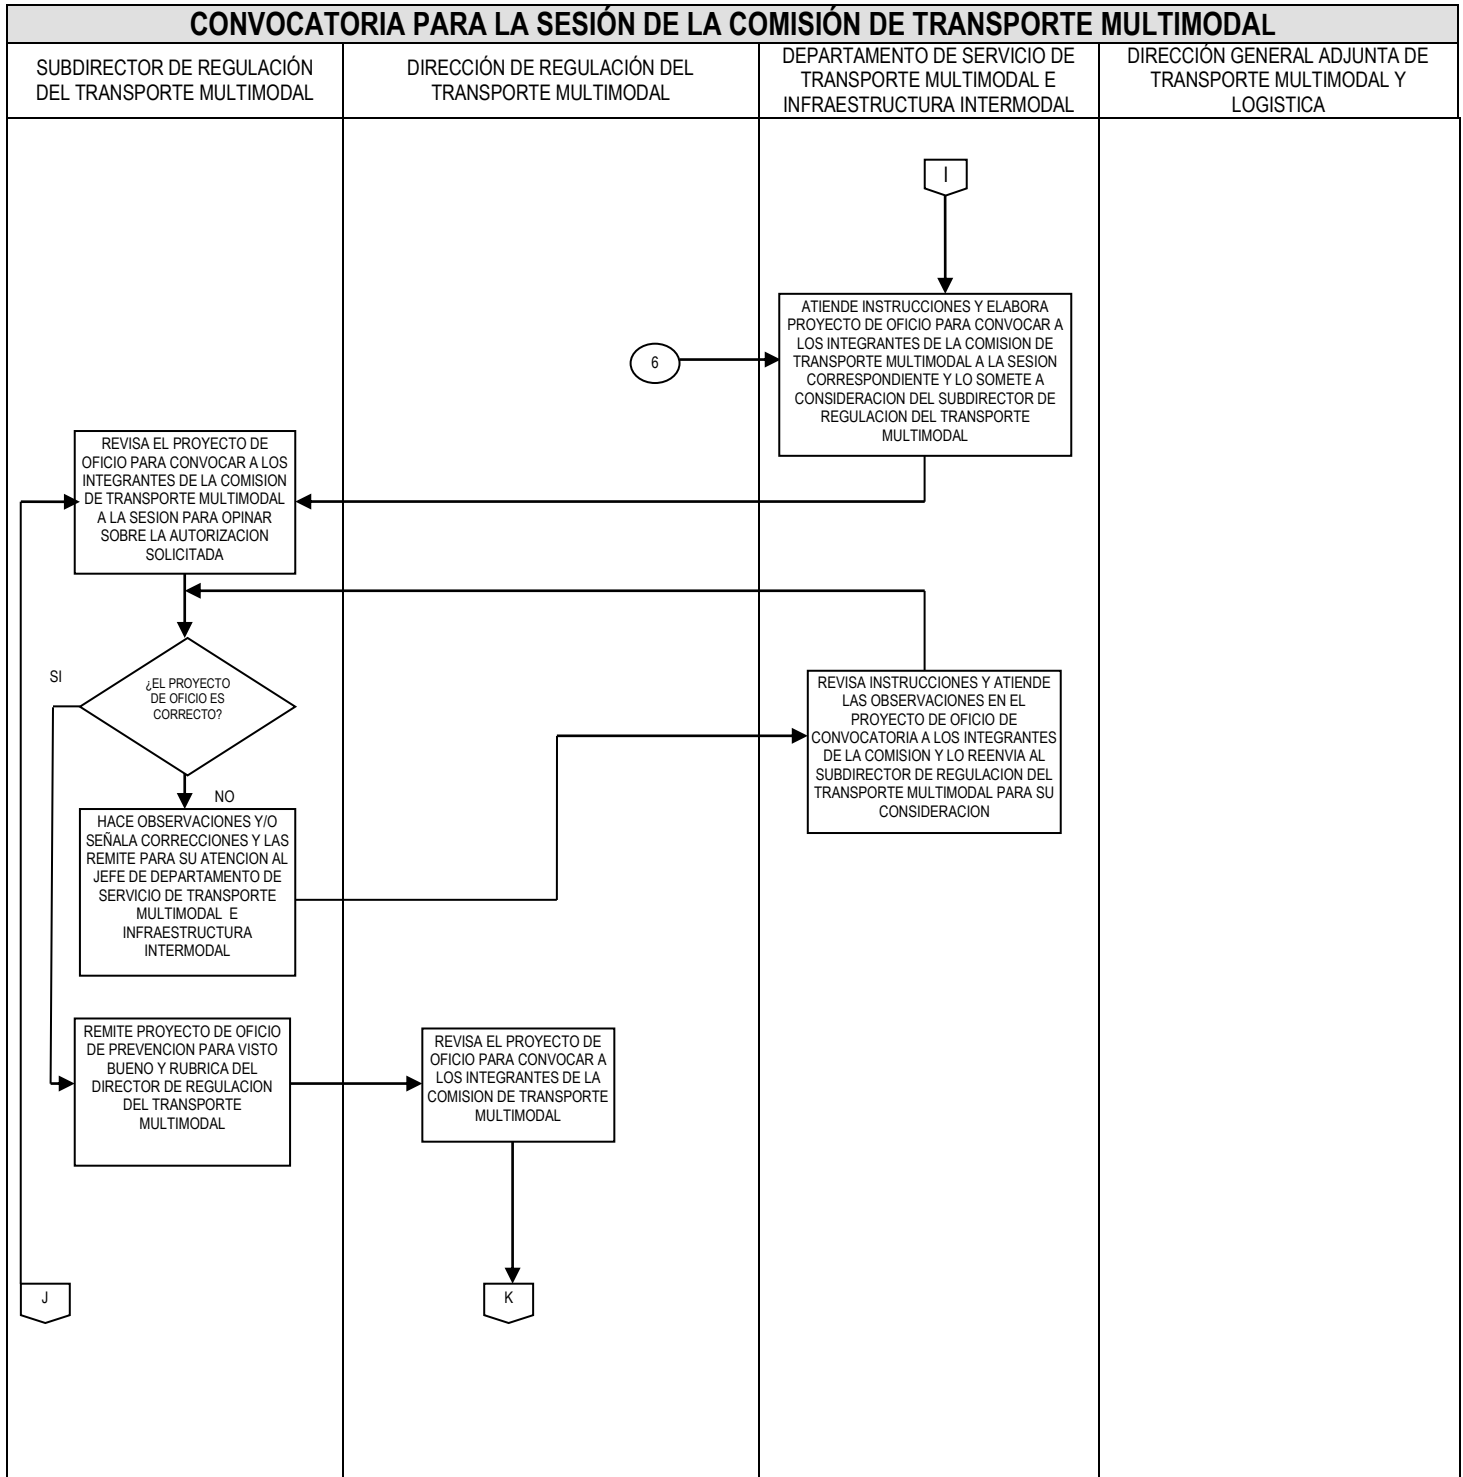 CONVOCATORIA PARA LA SESIÓN DE LA COMISIÓN DE TRANSPORTE MULTIMODAL
SUBDIRECTOR DE REGULACIÓN
DEL TRANSPORTE MULTIMODAL
DIRECCIÓN DE REGULACIÓN DEL
TRANSPORTE MULTIMODAL
DEPARTAMENTO DE SERVICIO DE
TRANSPORTE MULTIMODAL E
INFRAESTRUCTURA INTERMODAL
DIRECCIÓN GENERAL ADJUNTA DE
TRANSPORTE MULTIMODAL Y
LOGISTICA
I
ATIENDE INSTRUCCIONES Y ELABORA
PROYECTO DE OFICIO PARA CONVOCAR A
LOS INTEGRANTES DE LA COMISION DE
TRANSPORTE MULTIMODAL A LA SESION
CORRESPONDIENTE Y LO SOMETE A
CONSIDERACION DEL SUBDIRECTOR DE
REGULACION DEL TRANSPORTE
MULTIMODAL
6
REVISA EL PROYECTO DE
OFICIO PARA CONVOCAR A LOS
INTEGRANTES DE LA COMISION
DE TRANSPORTE MULTIMODAL
A LA SESION PARA OPINAR
SOBRE LA AUTORIZACION
SOLICITADA
SI
¿EL PROYECTO
DE OFICIO ES
CORRECTO?
REVISA INSTRUCCIONES Y ATIENDE
LAS OBSERVACIONES EN EL
PROYECTO DE OFICIO DE
CONVOCATORIA A LOS INTEGRANTES
DE LA COMISION Y LO REENVIA AL
SUBDIRECTOR DE REGULACION DEL
TRANSPORTE MULTIMODAL PARA SU
CONSIDERACION
NO
HACE OBSERVACIONES Y/O
SEÑALA CORRECCIONES Y LAS
REMITE PARA SU ATENCION AL
JEFE DE DEPARTAMENTO DE
SERVICIO DE TRANSPORTE
MULTIMODAL E
INFRAESTRUCTURA
INTERMODAL
REMITE PROYECTO DE OFICIO
DE PREVENCION PARA VISTO
BUENO Y RUBRICA DEL
DIRECTOR DE REGULACION
DEL TRANSPORTE
MULTIMODAL
REVISA EL PROYECTO DE
OFICIO PARA CONVOCAR A
LOS INTEGRANTES DE LA
COMISION DE TRANSPORTE
MULTIMODAL
J
K